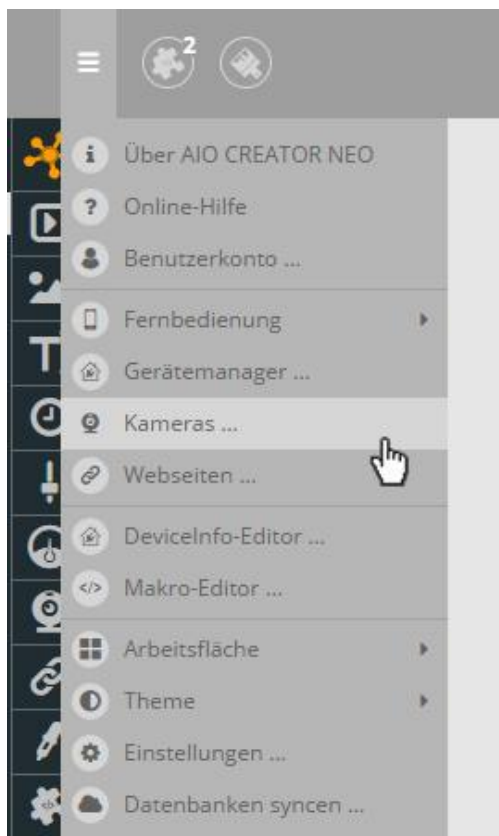 2
Über AIO CREATOR NEO
Online-Hilfe
Benutzerkonto ...
Fernbedienung
Gerätemanager ...
Kameras ...
Webseiten ...
DeviceInfo-Editor ...
Makro-Editor ...
Arbeitsfläche
Theme
Einstellungen ...
Datenbanken syncen ...